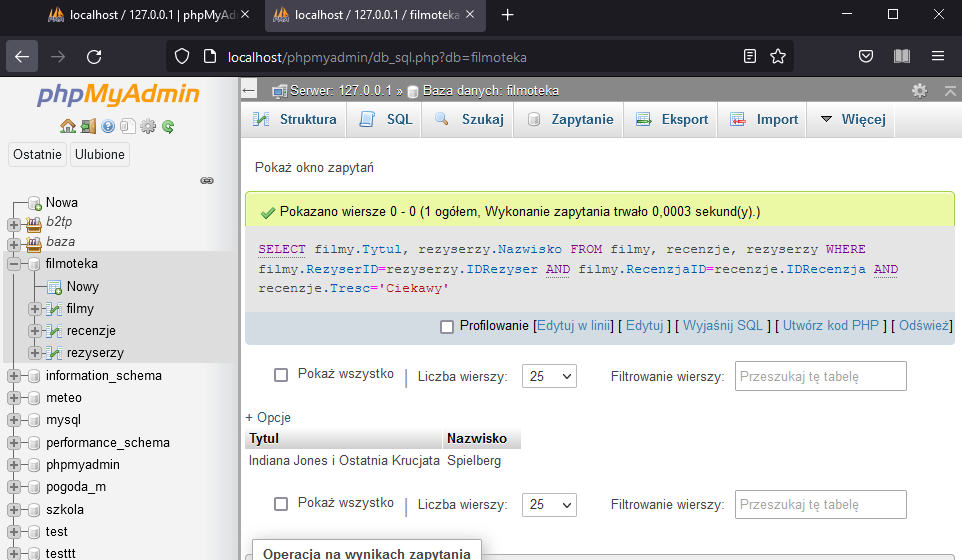 localhost / 127.0.0.1 | phpMyAd
localhost / 127.0.0.1 / filmoteka
localhost/phpmyadmin/db_sql.php?db=filmoteka
phpMyAdmin
Ostatnie Ulubione
Nowa
b2tp
baza
filmoteka
Nowy
filmy
recenzje
rezyserzy
information_schema
meteo
mysql
performance_schema
phpmyadmin
pogoda_m
szkola
test
testtt
Serwer: 127.0.0.1 » Baza danych: filmoteka
Struktura SQL Szukaj Zapytanie Eksport Import Więcej
Pokaż okno zapytań
Pokazano wiersze 0 - 0 (1 ogółem, Wykonanie zapytania trwało 0,0003 sekund(y).)
SELECT filmy.Tytul, rezyserzy.Nazwisko FROM filmy, recenzje, rezyserzy WHERE
filmy.RezyserID=rezyserzy.IDRezyser AND filmy.RecenzjaID=recenzje.IDRecenzja AND
recenzje.Tresc='Ciekawy'
Profilowanie [Edytuj w linii] [ Edytuj ] [ Wyjaśnij SQL ] [ Utwórz kod PHP ] [ Odśwież]
Pokaż wszystko | Liczba wierszy: 25 Filtrowanie wierszy: Przeszukaj tę tabelę
+ Opcje
Tytul Nazwisko
Indiana Jones i Ostatnia Krucjata Spielberg
Pokaż wszystko | Liczba wierszy: 25 Filtrowanie wierszy: Przeszukaj tę tabelę
Operacja na wynikach zapytania